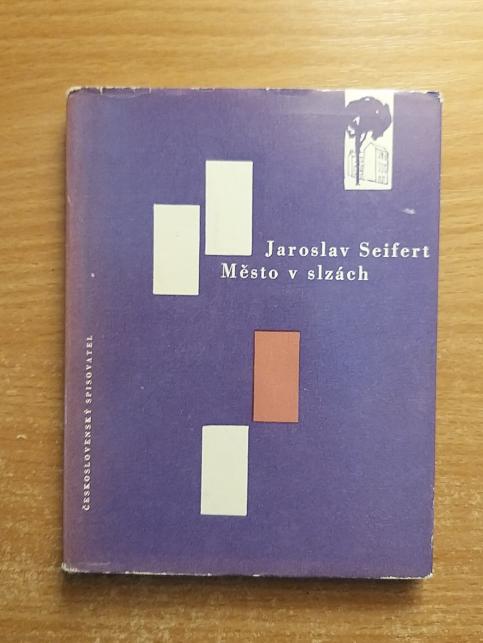 Jaroslav Seifert
Město v slzách
ČESKOSLOVENSKÝ SPISOVATEL